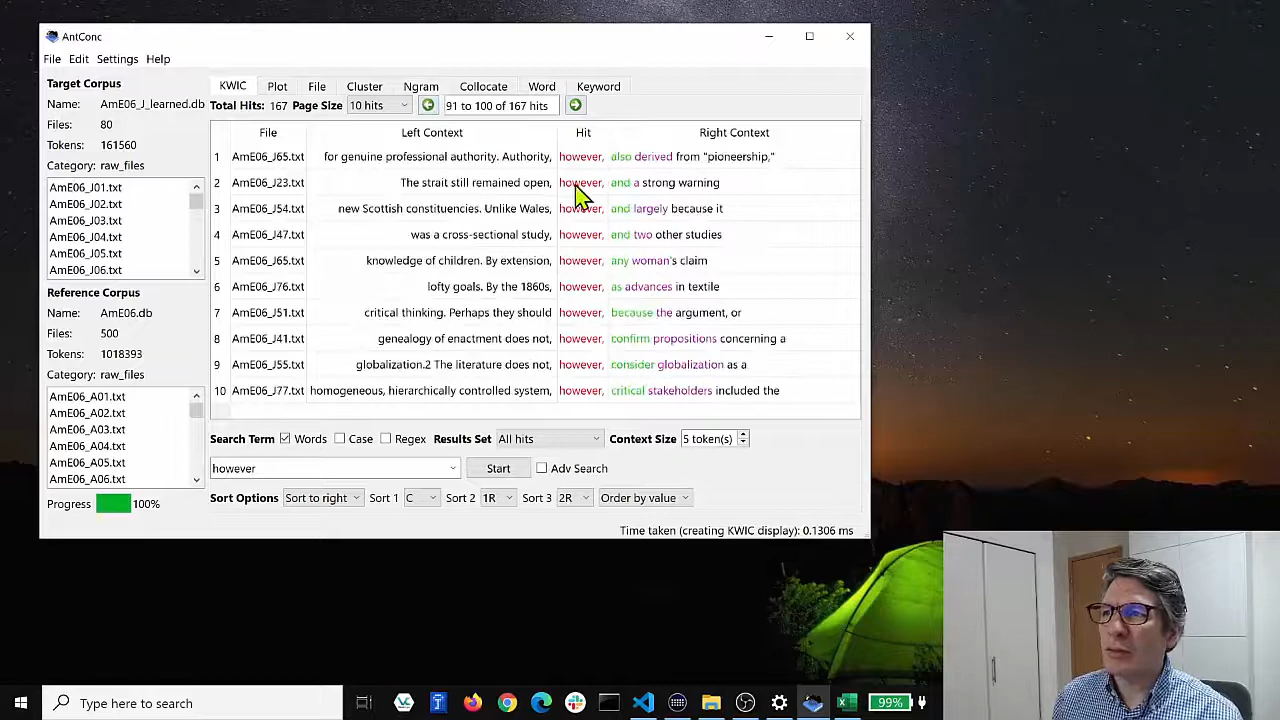 AntConc
File Edit Settings Help
Target Corpus
Name: AmE06_J_learned.db
Files: 80
Tokens: 161560
Category: raw_files
AmE06_J01.txt
AmE06_J02.txt
AmE06_J03.txt
AmE06_J04.txt
AmE06_J05.txt
AmE06_J06.txt
Reference Corpus
Name: AmE06.db
Files: 500
Tokens: 1018393
Category: raw_files
AmE06_A01.txt
AmE06_A02.txt
AmE06_A03.txt
AmE06_A04.txt
AmE06_A05.txt
AmE06_A06.txt
Progress 100%
KWIC Plot File Cluster Ngram Collocate Word Keyword
Total Hits: 167 Page Size 10 hits 91 to 100 of 167 hits
File Left Context Hit Right Context
1 AmE06_J65.txt for genuine professional authority. Authority, however, also derived from "pioneership,"
2 AmE06_J23.txt The strait still remained open, however, and a strong warning
3 AmE06_J54.txt new Scottish constituencies. Unlike Wales, however, and largely because it
4 AmE06_J47.txt was a cross-sectional study, however, and two other studies
5 AmE06_J65.txt knowledge of children. By extension, however, any woman's claim
6 AmE06_J76.txt lofty goals. By the 1860s, however, as advances in textile
7 AmE06_J51.txt critical thinking. Perhaps they should however, because the argument, or
8 AmE06_J41.txt genealogy of enactment does not, however, confirm propositions concerning a
9 AmE06_J55.txt globalization.2 The literature does not, however, consider globalization as a
10 AmE06_J77.txt homogeneous, hierarchically controlled system, however, critical stakeholders included the
Search Term Words Case Regex Results Set All hits Context Size 5 token(s)
however Start Adv Search
Sort Options Sort to right Sort 1 C Sort 2 1R Sort 3 2R Order by value
Time taken (creating KWIC display): 0.1306 ms
Type here to search 99%